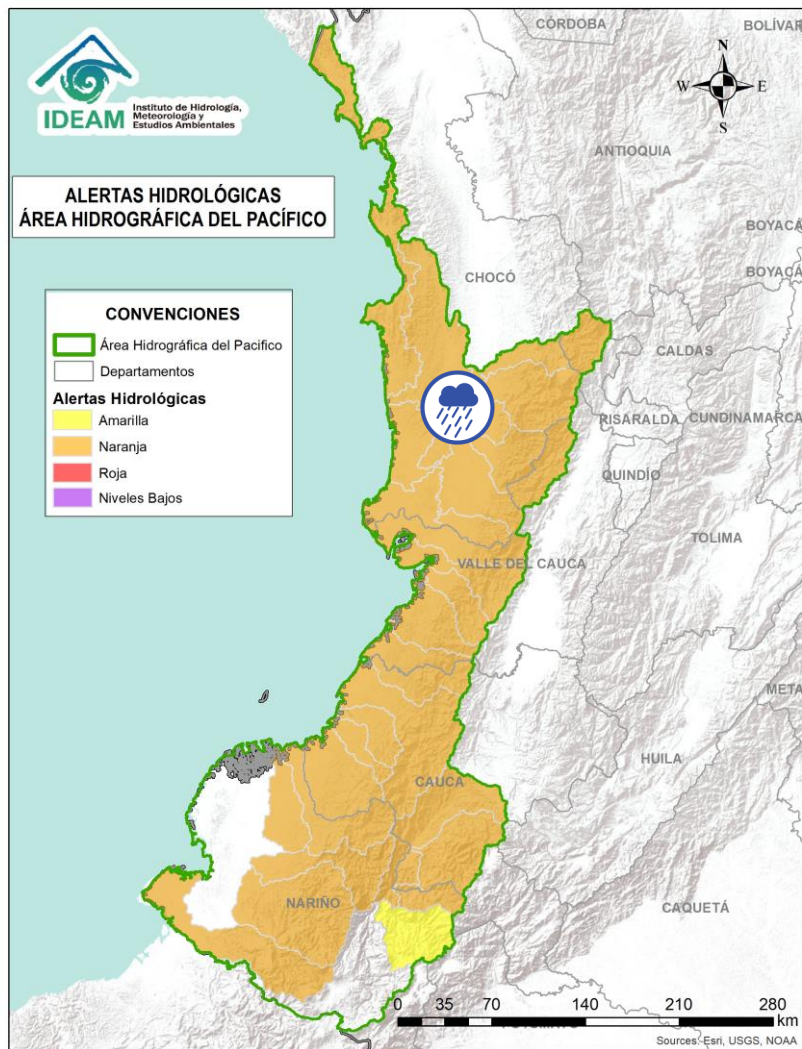 IDEAM
Instituto de Hidrología,
Meteorología y
Estudios Ambientales
ALERTAS HIDROLÓGICAS
ÁREA HIDROGRÁFICA DEL PACÍFICO
CONVENCIONES
Área Hidrográfica del Pacifico
Departamentos
Alertas Hidrológicas
Amarilla
Naranja
Roja
Niveles Bajos
CÓRDOBA
BOLÍVAR
N
W E
S
ANTIOQUIA
BOYACÁ
CHOCÓ
BOYACÁ
CALDAS
RISARALDA
CUNDINAMARCA
QUINDÍO
TOLIMA
VALLE DEL CAUCA
META
HUILA
CAUCA
NARIÑO
CAQUETÁ
0 35 70 140 210 280
km
Sources: Esri, USGS, NOAA